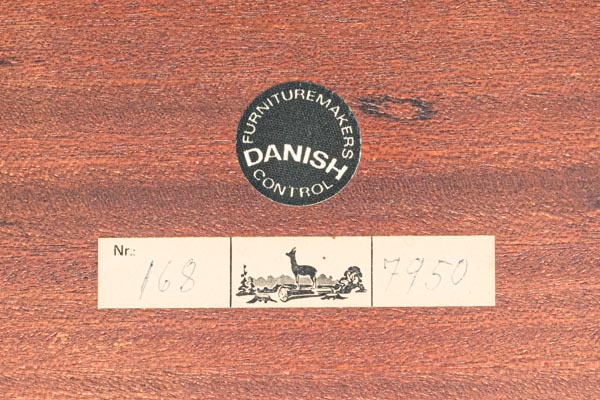 FURNITUREMAKERS
DANISH
CONTROL
Nr.: 168 7950